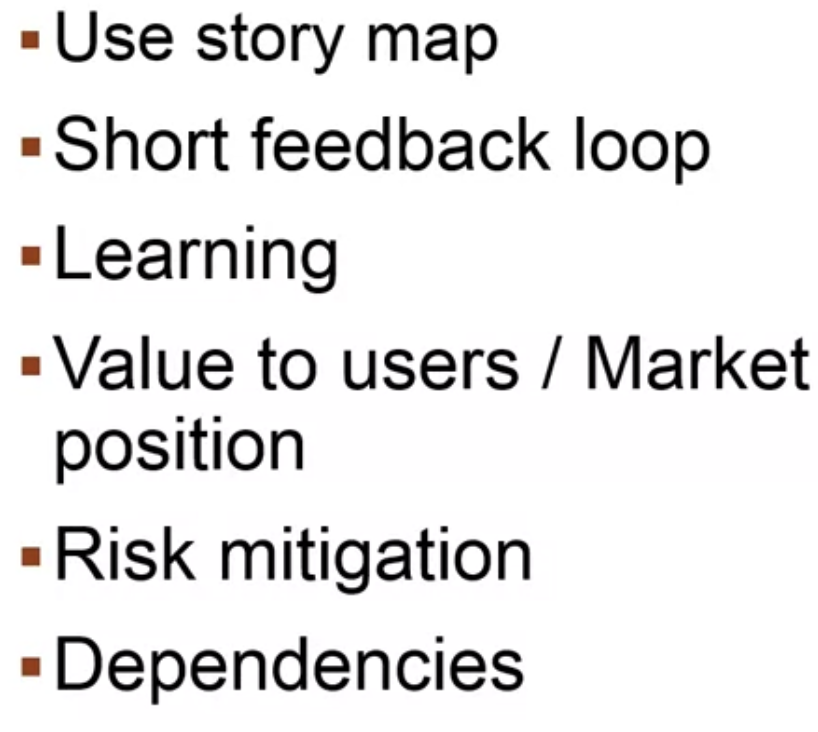 ▪Use story map
▪Short feedback loop
▪Learning
▪Value to users / Market
position
▪Risk mitigation
▪Dependencies